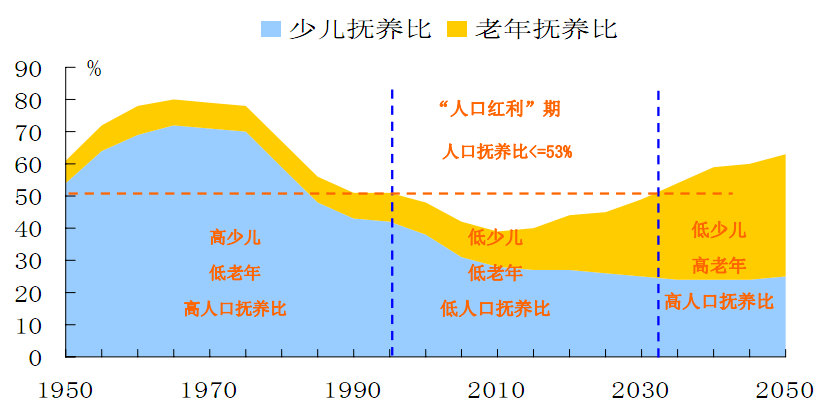 少儿抚养比 老年抚养比
90 %
80
70
60
50
40
30
20
10
0
“人口红利”期
人口抚养比<=53%
高少儿
低老年
高人口抚养比
低少儿
低老年
低人口抚养比
低少儿
高老年
高人口抚养比
1950 1970 1990 2010 2030 2050